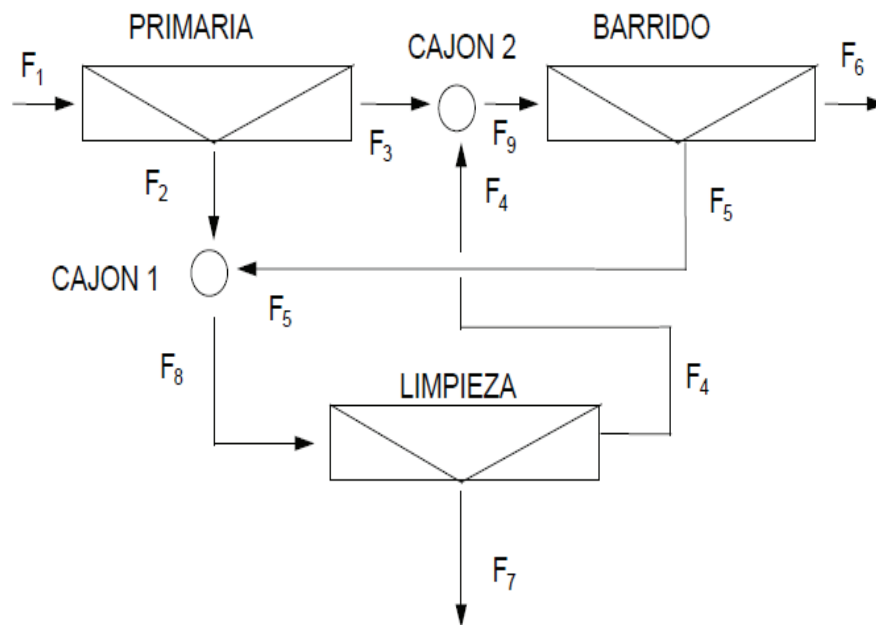 PRIMARIA
CAJON 2
BARRIDO
F1
F3
F9
F6
F2
F4
F5
CAJON 1
F5
F8
LIMPIEZA
F4
F7